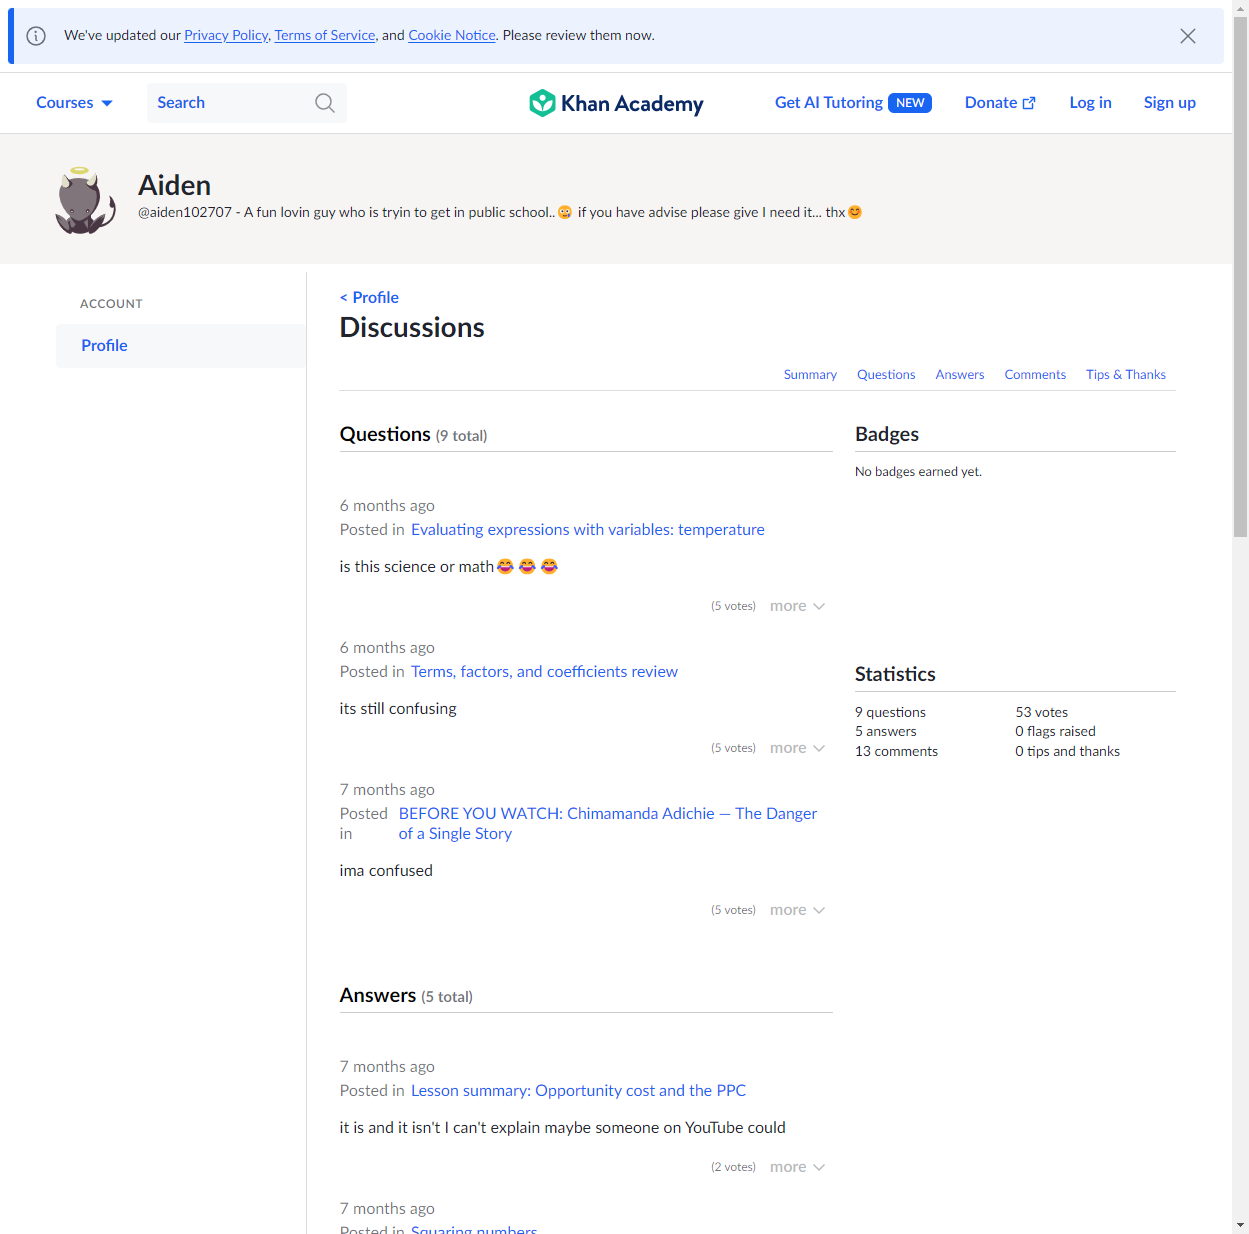 We've updated our Privacy Policy, Terms of Service, and Cookie Notice. Please review them now.
Courses
Search
Khan Academy
Get AI Tutoring NEW
Donate
Log in
Sign up
Aiden
@aiden102707 - A fun lovin guy who is tryin to get in public school..🤪 if you have advise please give I need it... thx😊
ACCOUNT
Profile
< Profile
Discussions
Summary
Questions
Answers
Comments
Tips & Thanks
Questions (9 total)
6 months ago
Posted in Evaluating expressions with variables: temperature
is this science or math😂😂😂
(5 votes) more
6 months ago
Posted in Terms, factors, and coefficients review
its still confusing
(5 votes) more
7 months ago
Posted in BEFORE YOU WATCH: Chimamanda Adichie — The Danger
of a Single Story
ima confused
(5 votes) more
Answers (5 total)
7 months ago
Posted in Lesson summary: Opportunity cost and the PPC
it is and it isn't I can't explain maybe someone on YouTube could
(2 votes) more
7 months ago
Posted in Squaring numbers
Badges
No badges earned yet.
Statistics
9 questions
53 votes
5 answers
0 flags raised
13 comments
0 tips and thanks